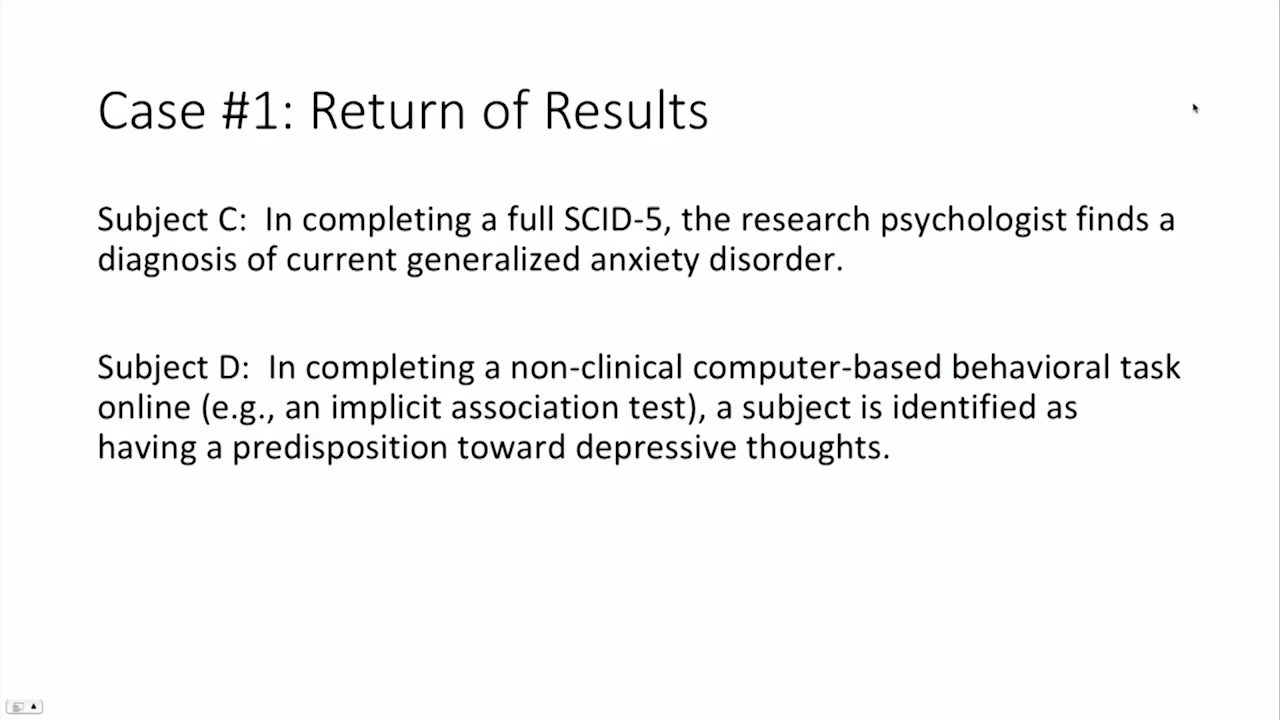 Case #1: Return of Results
Subject C:  In completing a full SCID-5, the research psychologist finds a
diagnosis of current generalized anxiety disorder.
Subject D:  In completing a non-clinical computer-based behavioral task
online (e.g., an implicit association test), a subject is identified as
having a predisposition toward depressive thoughts.